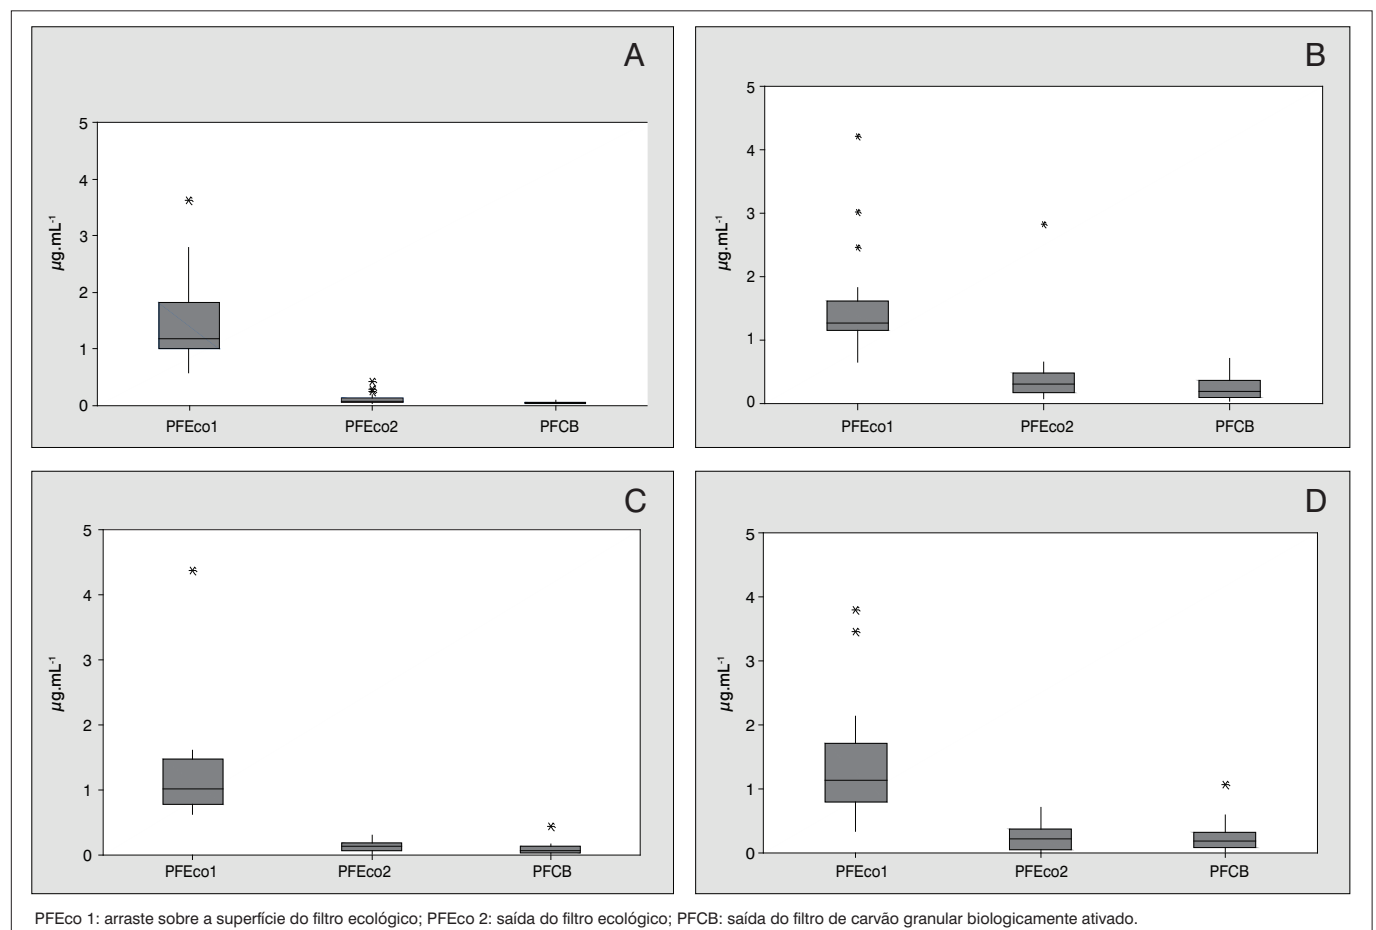 A
5
4
3
2
1
0
µg.mL-1
PFEco1 PFEco2 PFCB
B
5
4
3
2
1
0
µg.mL-1
PFEco1 PFEco2 PFCB
C
5
4
3
2
1
0
µg.mL-1
PFEco1 PFEco2 PFCB
D
5
4
3
2
1
0
µg.mL-1
PFEco1 PFEco2 PFCB
PFEco 1: arraste sobre a superfície do filtro ecológico; PFEco 2: saída do filtro ecológico; PFCB: saída do filtro de carvão granular biologicamente ativado.